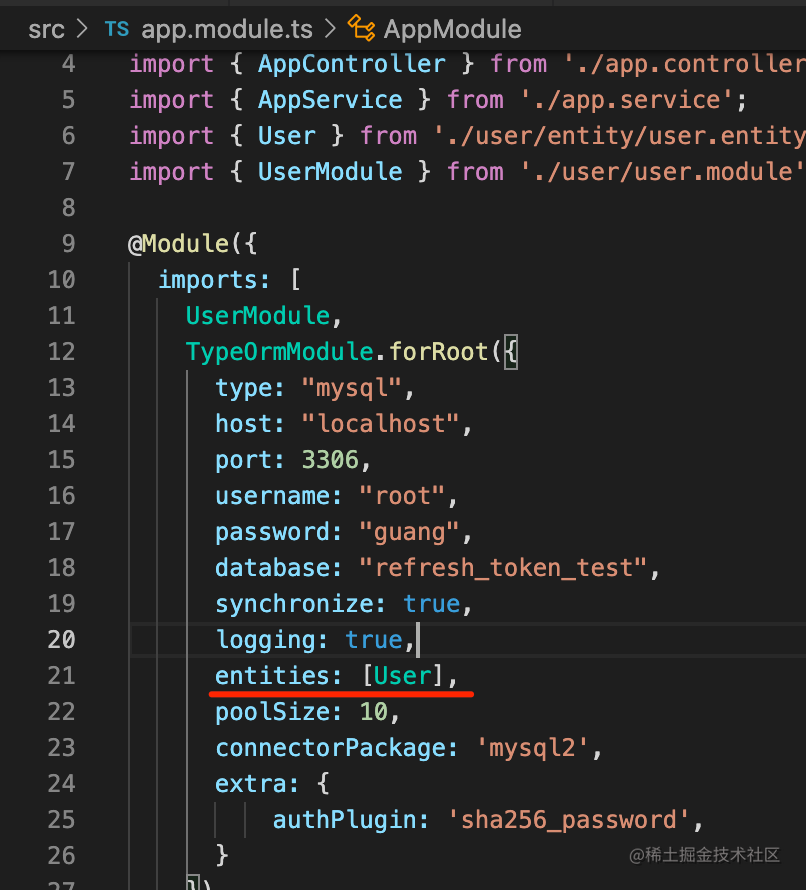 src > TS app.module.ts > AppModule
4 import { AppController } from './app.controller
5 import { AppService } from './app.service';
6 import { User } from './user/entity/user.entity
7 import { UserModule } from './user/user.module'
8
9 @Module({
10 imports: [
11 UserModule,
12 TypeOrmModule.forRoot({
13 type: "mysql",
14 host: "localhost",
15 port: 3306,
16 username: "root",
17 password: "guang",
18 database: "refresh_token_test",
19 synchronize: true,
20 logging: true,
21 entities: [User],
22 poolSize: 10,
23 connectorPackage: 'mysql2',
24 extra: {
25 authPlugin: 'sha256_password',
26 }
27 })
@稀土掘金技术社区